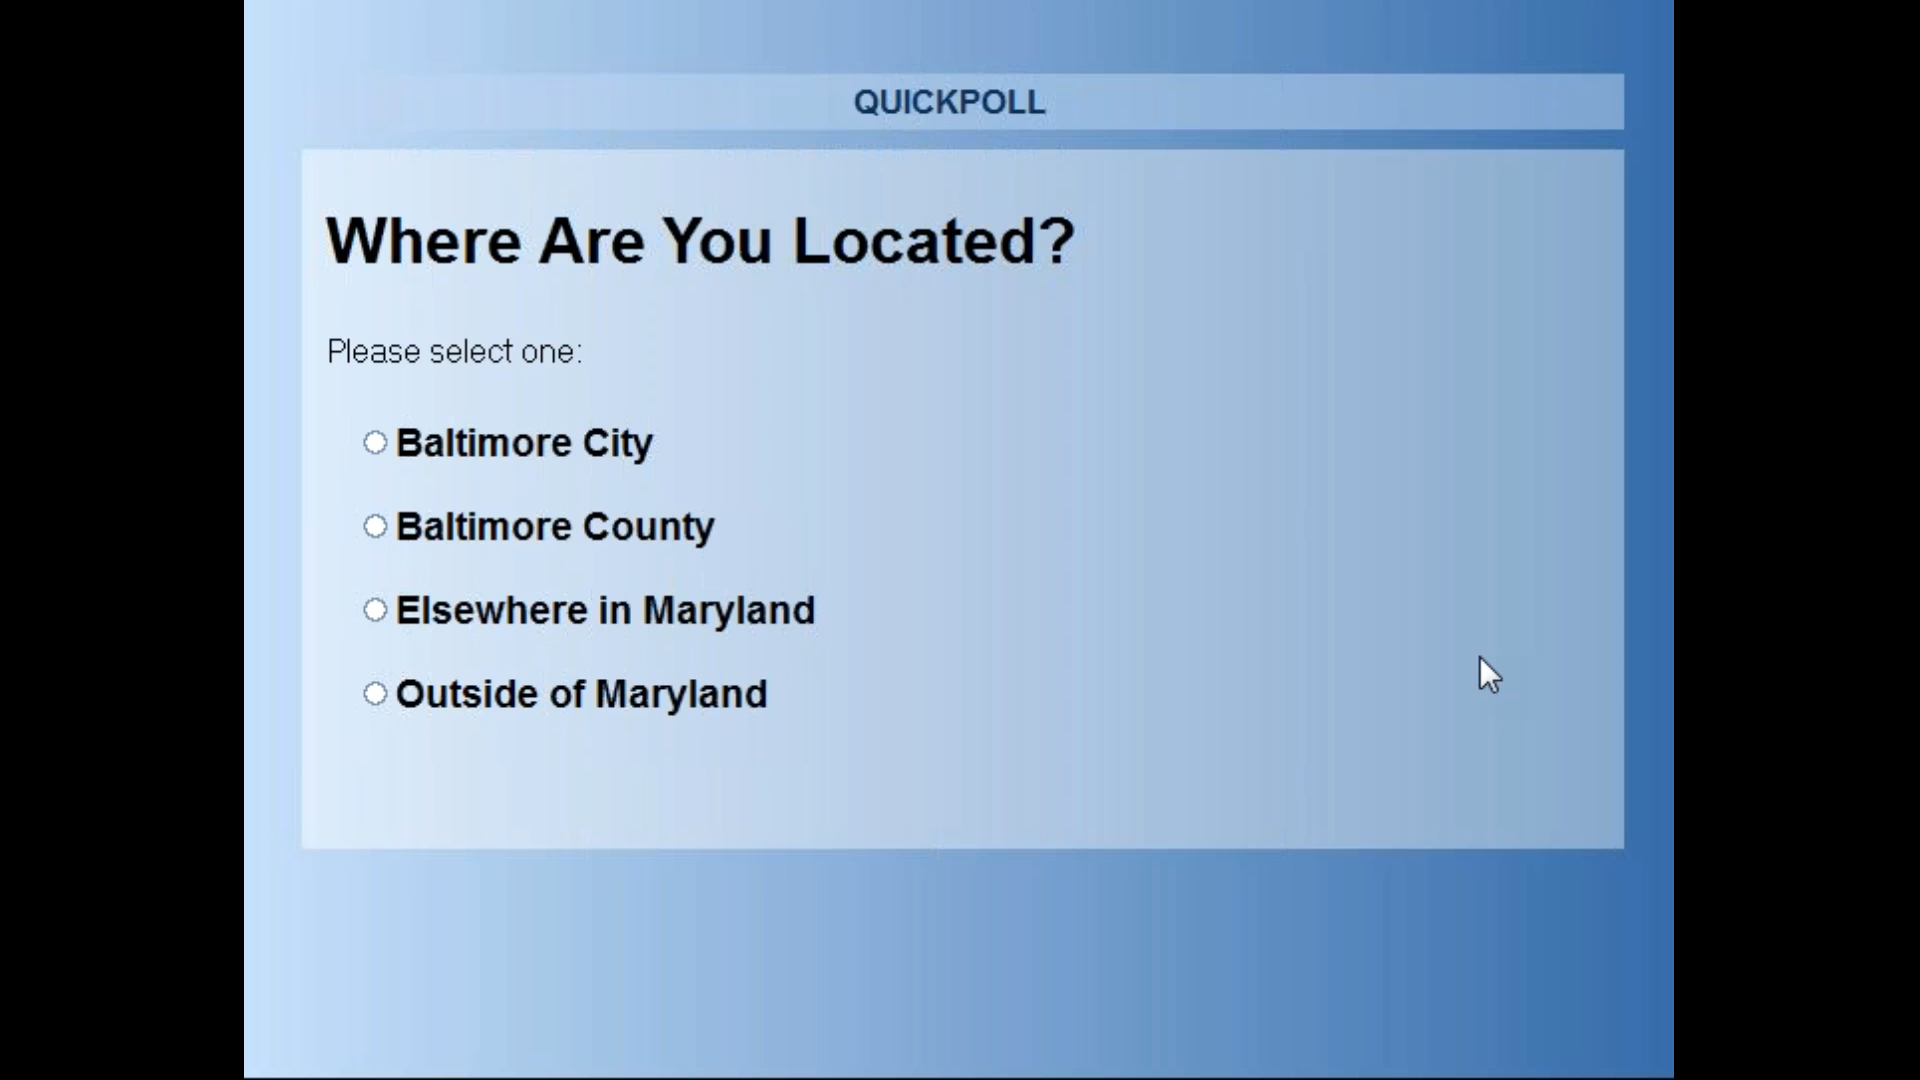 QUICKPOLL
Where Are You Located?
Please select one:
Baltimore City
Baltimore County
Elsewhere in Maryland
Outside of Maryland